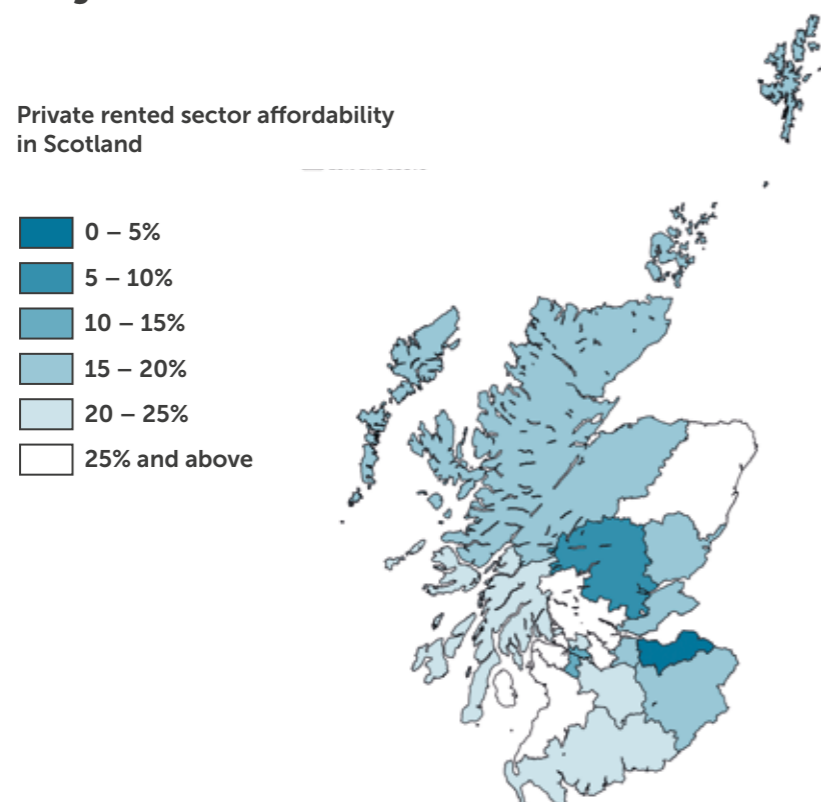 Private rented sector affordability
in Scotland
0 – 5%
5 – 10%
10 – 15%
15 – 20%
20 – 25%
25% and above